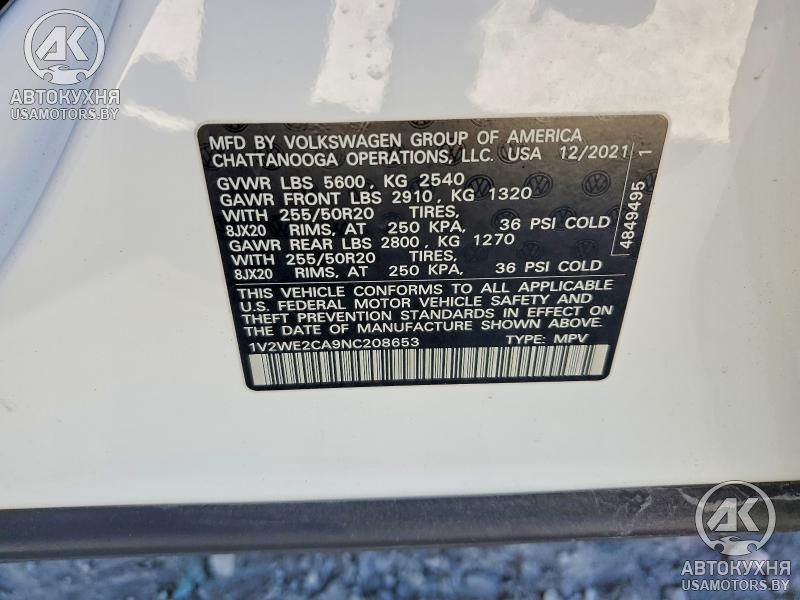 AK
АВТОКУХНЯ
USAMOTORS.BY
MFD BY VOLKSWAGEN GROUP OF AMERICA
CHATTANOOGA OPERATIONS, LLC. USA 12/2021
GVWR LBS 5600 , KG 2540
GAWR FRONT LBS 2910 , KG 1320
WITH 255/50R20 TIRES,
8JX20 RIMS, AT 250 KPA, 36 PSI COLD
GAWR REAR LBS 2800 , KG 1270
WITH 255/50R20 TIRES,
8JX20 RIMS, AT 250 KPA, 36 PSI COLD
THIS VEHICLE CONFORMS TO ALL APPLICABLE
U.S. FEDERAL MOTOR VEHICLE SAFETY AND
THEFT PREVENTION STANDARDS IN EFFECT ON
THE DATE OF MANUFACTURE SHOWN ABOVE.
1V2WE2CA9NC208653 TYPE: MPV
4849495 1
AK
АВТОКУХНЯ
USAMOTORS.BY